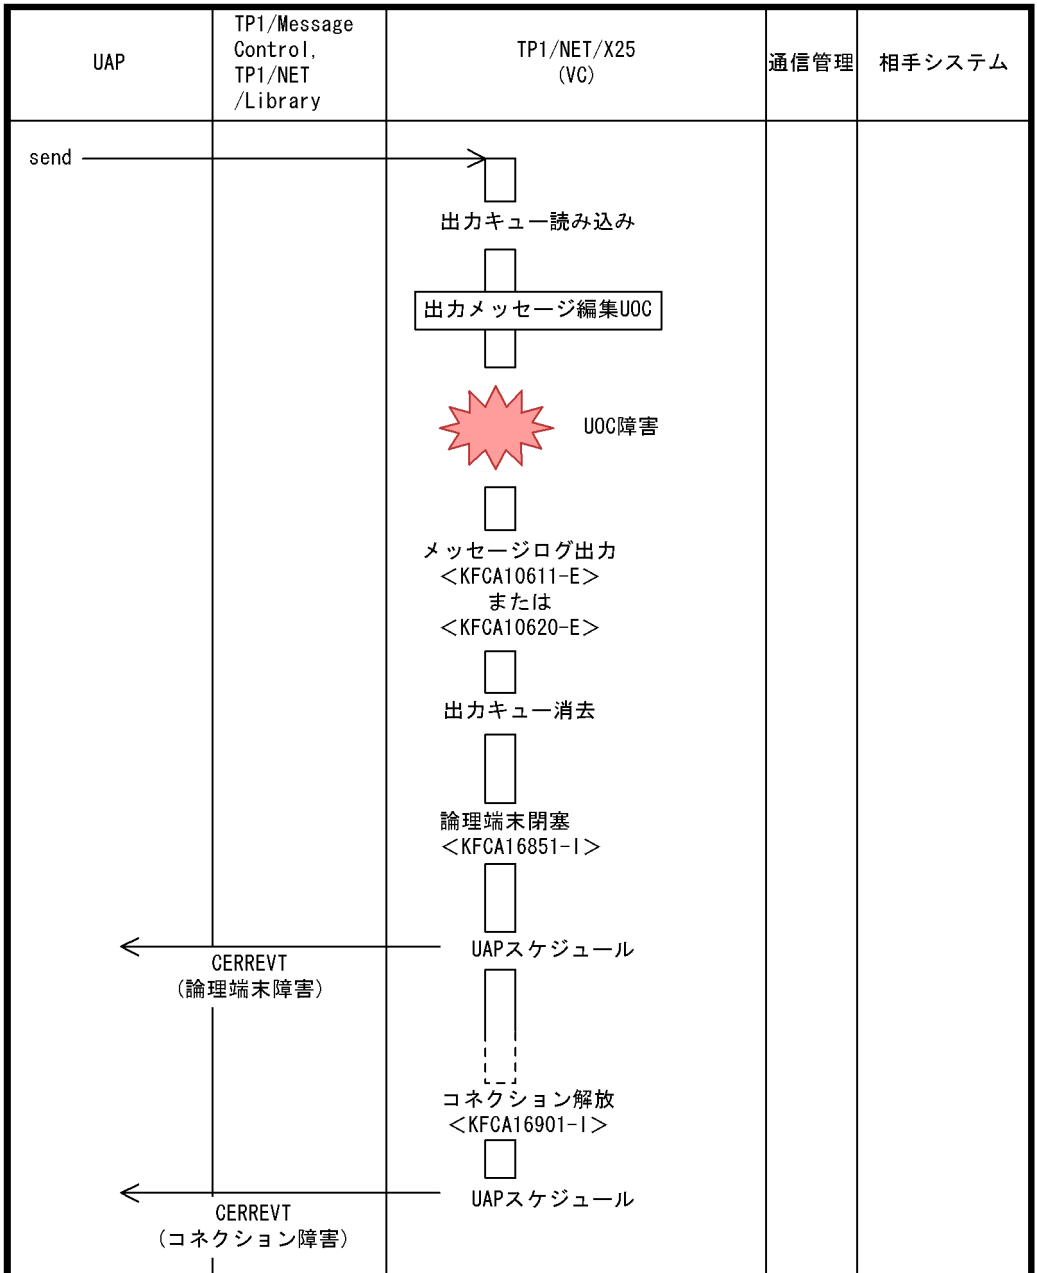 UAP
TP1/Message
Control,
TP1/NET
/Library
TP1/NET/X25
(VC)
通信管理
相手システム
send
出力キュー読み込み
出力メッセージ編集UOC
UOC障害
メッセージログ出力
<KFCA10611-E>
または
<KFCA10620-E>
出力キュー消去
論理端末閉塞
<KFCA16851-I>
UAPスケジュール
CERREVT
(論理端末障害)
コネクション解放
<KFCA16901-I>
UAPスケジュール
CERREVT
(コネクション障害)